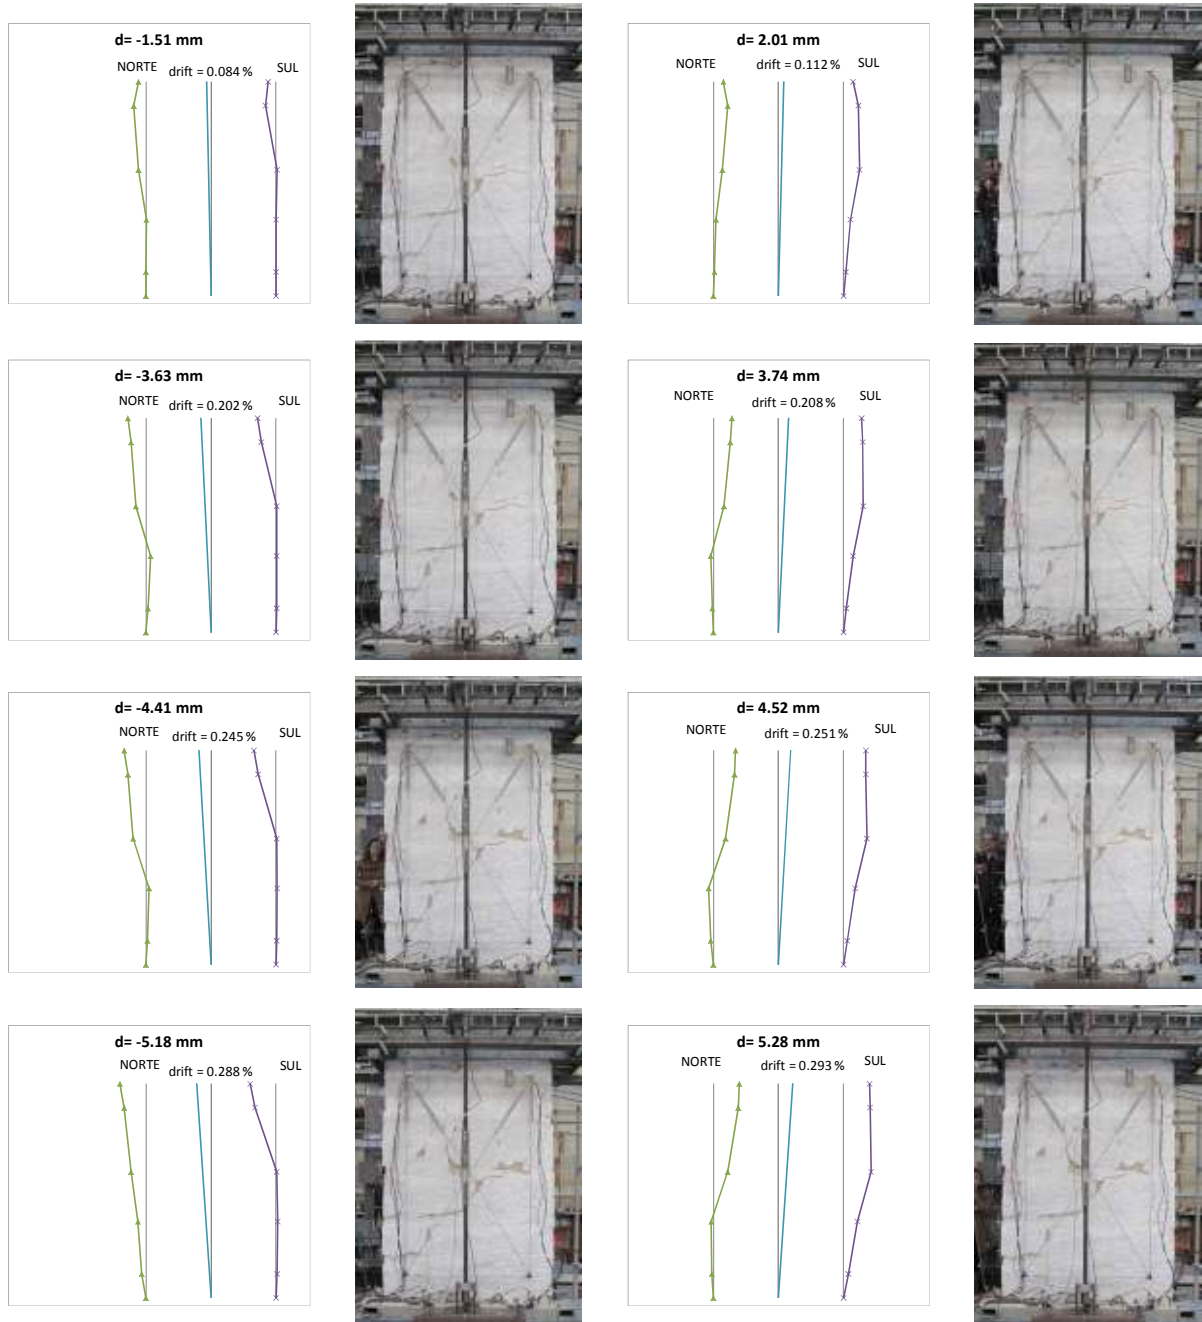 d= -1.51 mm
NORTE
drift = 0.084 %
SUL
d= 2.01 mm
NORTE
drift = 0.112 %
SUL
d= -3.63 mm
NORTE
drift = 0.202 %
SUL
d= 3.74 mm
NORTE
drift = 0.208 %
SUL
d= -4.41 mm
NORTE
drift = 0.245 %
SUL
d= 4.52 mm
NORTE
drift = 0.251 %
SUL
d= -5.18 mm
NORTE
drift = 0.288 %
SUL
d= 5.28 mm
NORTE
drift = 0.293 %
SUL